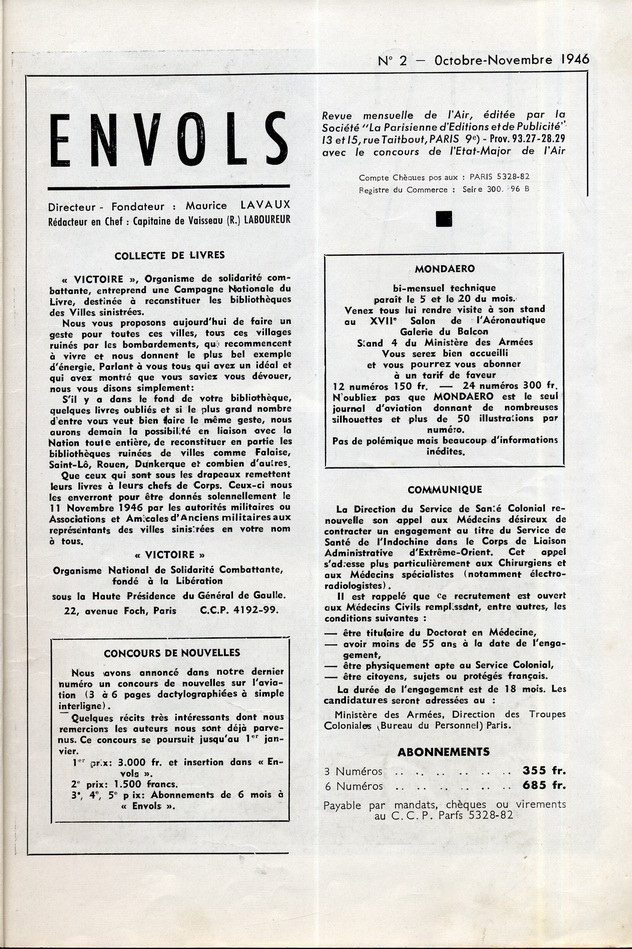 N° 2 — Octobre-Novembre 1946
ENVOLS
Directeur - Fondateur : Maurice LAVAUX
Rédacteur en Chef : Capitaine de Vaisseau (R.) LABOUREUR
COLLECTE DE LIVRES
« VICTOIRE », Organisme de solidarité com-
battante, entreprend une Campagne Nationale du
Livre, destinée à reconstituer les bibliothèques
des Villes sinistrées.
Nous vous proposons aujourd'hui de faire un
geste pour toutes ces villes, tous ces villages
ruinés par les bombardements, qui recommencent
à vivre et nous donnent le plus bel exemple
d'énergie. Parlant à vous tous qui avez un idéal et
qui avez montré que vous saviez vous dévouer,
nous vous disons simplement:
S'il y a dans le fond de votre bibliothèque,
quelques livres oubliés et si le plus grand nombre
d'entre vous veut bien faire le même geste, nous
aurons demain la possibilité en liaison avec la
Nation toute entière, de reconstituer en partie les
bibliothèques ruinées de villes comme Falaise,
Saint-Lô, Rouen, Dunkerque et combien d'autres.
Que ceux qui sont sous les drapeaux remettent
leurs livres à leurs chefs de Corps. Ceux-ci nous
les enverront pour être donnés solennellement le
11 Novembre 1946 par les autorités militaires ou
Associations et Amicales d'Anciens militaires aux
représentants des villes sinistrées en votre nom
à tous.
« VICTOIRE »
Organisme National de Solidarité Combattante,
fondé à la Libération
sous la Haute Présidence du Général de Gaulle.
22, avenue Foch, Paris C.C.P. 4192-99.
CONCOURS DE NOUVELLES
Nous avons annoncé dans notre dernier
numéro un concours de nouvelles sur l'avia-
tion (3 à 6 pages dactylographiées à simple
interligne).
Quelques récits très intéressants dont nous
remercions les auteurs nous sont déjà parve-
nus. Ce concours se poursuit jusqu'au 1er jan-
vier.
1er prix: 3.000 fr. et insertion dans « En-
vols ».
2e prix: 1.500 francs.
3e, 4e, 5e prix: Abonnements de 6 mois à
« Envols ».
Revue mensuelle de l'Air, éditée par la
Société "La Parisienne d'Editions et de Publicité"
13 et 15, rue Taitbout, PARIS 9e) - Prov. 93.27-28.29
avec le concours de l'Etat-Major de l'Air
Compte Chèques postaux : PARIS 5328-82
Registre du Commerce : Seine 300. 96 B
MONDAERO
bi-mensuel technique
paraît le 5 et le 20 du mois.
Venez tous lui rendre visite à son stand
au XVIIe Salon de l'Aéronautique
Galerie du Balcon
Stand 4 du Ministère des Armées
Vous serez bien accueilli
et vous pourrez vous abonner
à un tarif de faveur
12 numéros 150 fr. — 24 numéros 300 fr.
N'oubliez pas que MONDAERO est le seul
journal d'aviation donnant de nombreuses
silhouettes et plus de 50 illustrations par
numéro.
Pas de polémique mais beaucoup d'informations
inédites.
COMMUNIQUE
La Direction du Service de Santé Colonial re-
nouvelle son appel aux Médecins désireux de
contracter un engagement au titre du Service de
Santé de l'Indochine dans le Corps de Liaison
Administrative d'Extrême-Orient. Cet appel
s'adresse plus particulièrement aux Chirurgiens et
aux Médecins spécialistes (notamment électro-
radiologistes).
Il est rappelé que ce recrutement est ouvert
aux Médecins Civils remplissdnt, entre autres, les
conditions suivantes :
— être titulaire du Doctorat en Médecine,
— avoir moins de 55 ans à la date de l'enga-
gement,
— être physiquement apte au Service Colonial,
— être citoyens, sujets ou protégés français.
La durée de l'engagement est de 18 mois. Les
candidatures seront adressées au :
Ministère des Armées, Direction des Troupes
Coloniales (Bureau du Personnel) Paris.
ABONNEMENTS
3 Numéros .. .. .. .. .. .. 355 fr.
6 Numéros .. .. .. .. .. .. 685 fr.
Payable par mandats, chèques ou virements
au C. C. P. Parfs 5328-82